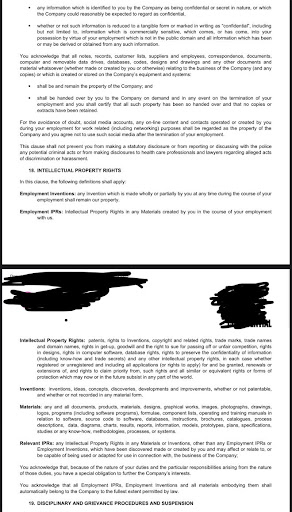 • any information which is identified to you by the Company as being confidential or secret in nature, or which
the Company could reasonably be expected to regard as confidential.
• whether or not such information is reduced to a tangible form or marked in writing as "confidential", including
but not limited to, information which is commercially sensitive, which comes, or has come, into your
possession by virtue of your employment which is not in the public domain and all information which has been
or may be derived or obtained from any such information.
You acknowledge that all notes, records, customer lists, suppliers and employees, correspondence, documents,
computer and removable data drives, databases, codes, designs and drawings and any other documents and
material whatsoever (whether made or created by you or otherwise) relating to the business of the Company (and any
copies) or which is created or stored on the Company's equipment and systems:
• shall be and remain the property of the Company; and
• shall be handed over by you to the Company on demand and in any event on the termination of your
employment and you shall certify that all such property has been so handed over and that no copies or
extracts have been retained.
For the avoidance of doubt, social media accounts, any on-line content and contacts operated or created by you
during your employment for work related (including networking) purposes shall be regarded as the property of the
Company and you agree not to use such social media after the termination of your employment.
This clause shall not prevent you from making a statutory disclosure or from reporting or discussing with the police
any potential criminal acts or from making disclosures to health care professionals and lawyers regarding alleged acts
of discrimination or harassment.
18. INTELLECTUAL PROPERTY RIGHTS
In this clause, the following definitions shall apply:
Employment Inventions: any Invention which is made wholly or partially by you at any time during the course of your
employment shall remain our property.
Employment IPRs: Intellectual Property Rights in any Materials created by you in the course of your employment
with us.
Intellectual Property Rights: patents, rights to Inventions, copyright and related rights, trade marks, trade names
and domain names, rights in get-up, goodwill and the right to sue for passing off or unfair competition, rights
in designs, rights in computer software, database rights, rights to preserve the confidentiality of information
(including know-how and trade secrets) and any other intellectual property rights, in each case whether
registered or unregistered and including all applications (or rights to apply) for and be granted, renewals or
extensions of, and rights to claim priority from, such rights and all similar or equivalent rights or forms of
protection which may now or in the future subsist in any part of the world.
Inventions: inventions, ideas, concepts, discoveries, developments and improvements, whether or not patentable,
and whether or not recorded in any material form.
Materials: any and all documents, products, materials, designs, graphical works, images, photographs, drawings,
logos, programs (including software programs), formulae, component lists, operating and training manuals in
relation to software, source code to software, databases, instructions, brochures, catalogues, process
descriptions, data, diagrams, charts, results, reports, information, models, prototypes, plans, specifications,
studies or any know-how, methodologies, processes, or systems.
Relevant IPRs: any Intellectual Property Rights in any Materials or Inventions, other than any Employment IPRs or
Employment Inventions, which have been discovered made or created by you and may affect or relate to, or
be capable of being used or adapted for use in connection with, the business of the Company;
You acknowledge that, because of the nature of your duties and the particular responsibilities arising from the nature
of those duties, you have a special obligation to further the Company's interests.
You acknowledge that all Employment IPRs, Employment Inventions and all materials embodying them shall
automatically belong to the Company to the fullest extent permitted by law.
19. DISCIPLINARY AND GRIEVANCE PROCEDURES AND SUSPENSION